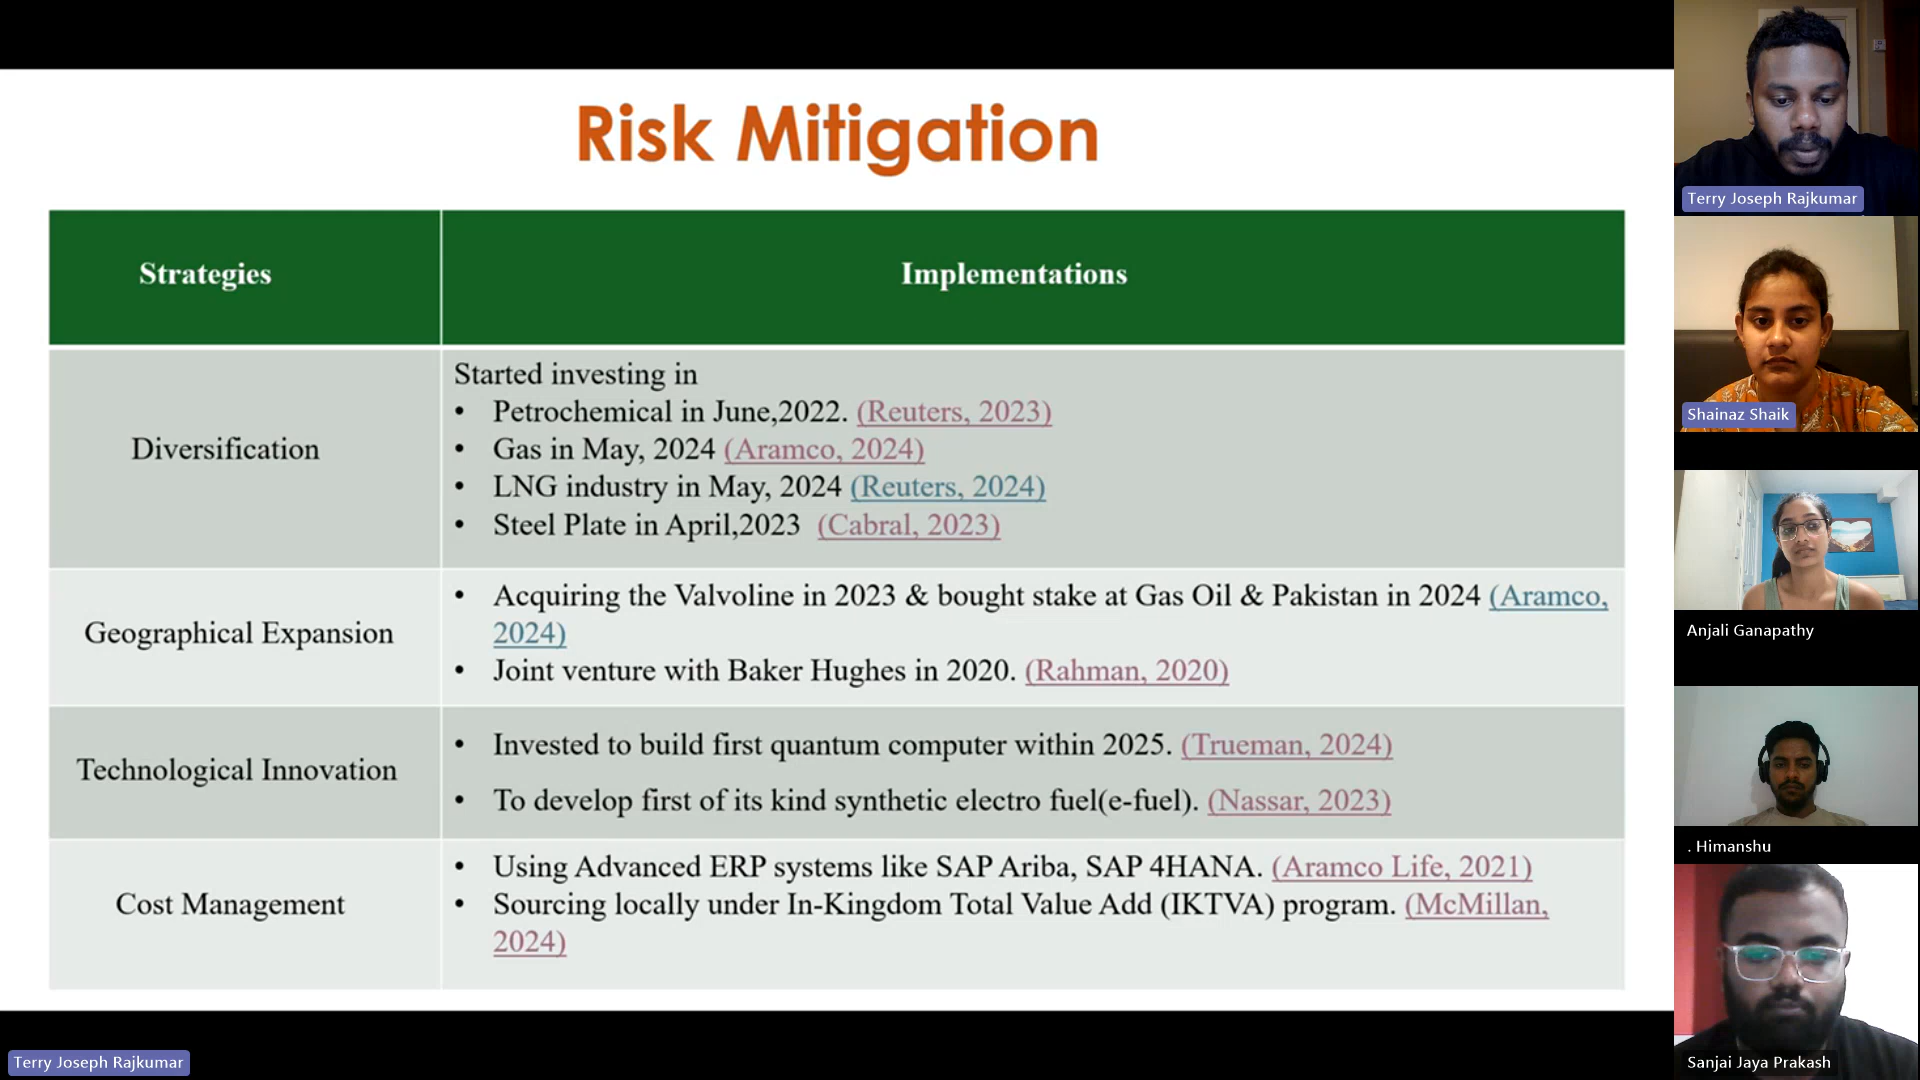 Risk Mitigation
Strategies
Implementations
Diversification
Started investing in
• Petrochemical in June,2022. (Reuters, 2023)
• Gas in May, 2024 (Aramco, 2024)
• LNG industry in May, 2024 (Reuters, 2024)
• Steel Plate in April,2023 (Cabral, 2023)
Geographical Expansion
• Acquiring the Valvoline in 2023 & bought stake at Gas Oil & Pakistan in 2024 (Aramco,
2024)
• Joint venture with Baker Hughes in 2020. (Rahman, 2020)
Technological Innovation
• Invested to build first quantum computer within 2025. (Trueman, 2024)
• To develop first of its kind synthetic electro fuel(e-fuel). (Nassar, 2023)
Cost Management
• Using Advanced ERP systems like SAP Ariba, SAP 4HANA. (Aramco Life, 2021)
• Sourcing locally under In-Kingdom Total Value Add (IKTVA) program. (McMillan,
2024)
Terry Joseph Rajkumar
Terry Joseph Rajkumar
Shainaz Shaik
Anjali Ganapathy
. Himanshu
Sanjai Jaya Prakash